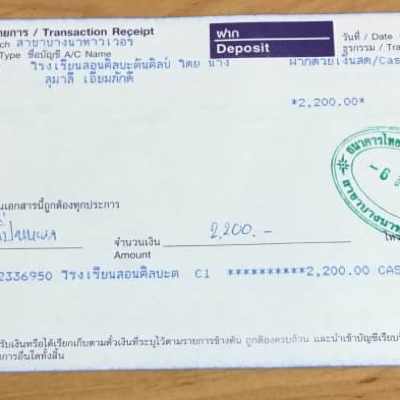 ายการ / Transaction Receipt
ฝาก
Deposit
วันที่ / Date
ch สาขาบางนาทาวเวอร์
ธุรกรรม / Tran
Type ชื่อบัญชี A/C Name
โรงเรียนสอนศิลปะตันศิลป์ โดย นาง
ฝากด้วยเงินสด/Cas
สุมาลี เอี่ยมภักดี
*2,200.00*
ธนาคารไทย
-6
สาขาบางนาท
นเอกสารนี้ถูกต้องทุกประการ
จำนวนเงิน 2,200.-
Amount
2336950 โรงเรียนสอนศิลปะต C1 **********2,200.00 CAS
รับเงินหรือได้เรียกเก็บตามตั๋วเงินที่ระบุไว้ตามรายการข้างต้น ถูกต้องครบถ้วน และนำเข้าบัญชีเรียบร้
การอื่นใดทั้งสิ้น